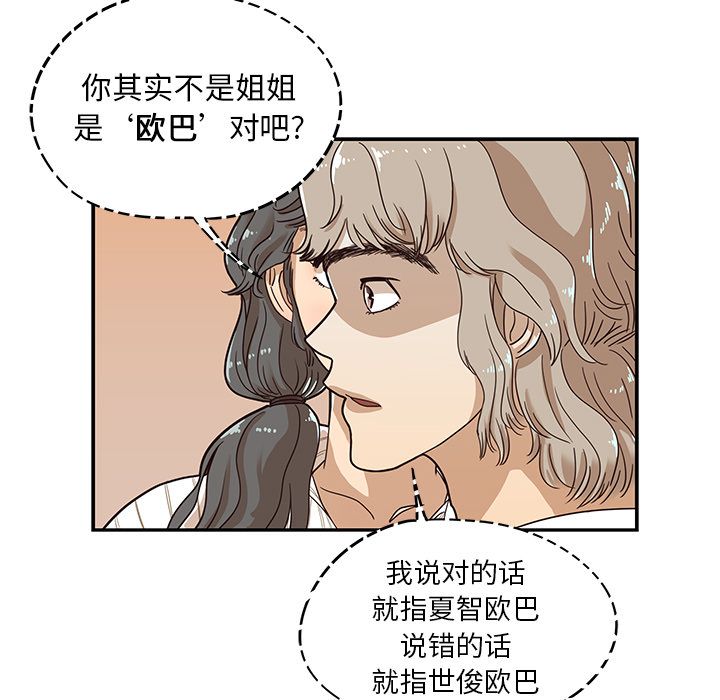 你其实不是姐姐
是‘欧巴’对吧?
我说对的话
就指夏智欧巴
说错的话
就指世俊欧巴